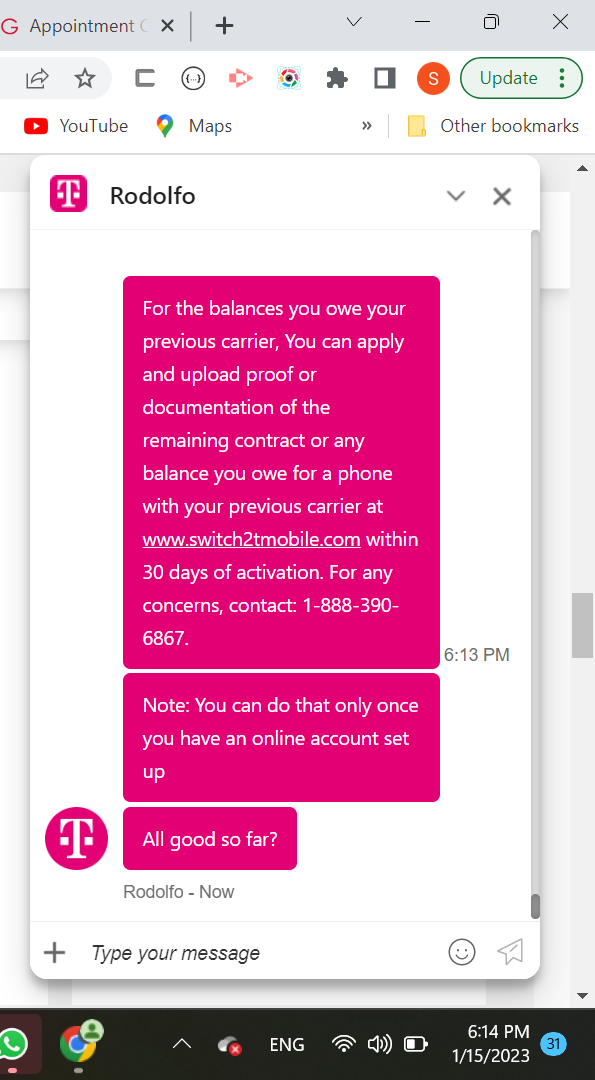 Appointment
S
Update
YouTube
Maps
»
Other bookmarks
T
Rodolfo
For the balances you owe your
previous carrier, You can apply
and upload proof or
documentation of the
remaining contract or any
balance you owe for a phone
with your previous carrier at
www.switch2tmobile.com within
30 days of activation. For any
concerns, contact: 1-888-390-
6867.
6:13 PM
Note: You can do that only once
you have an online account set
up
T
All good so far?
Rodolfo - Now
Type your message
ENG
6:14 PM
1/15/2023
31